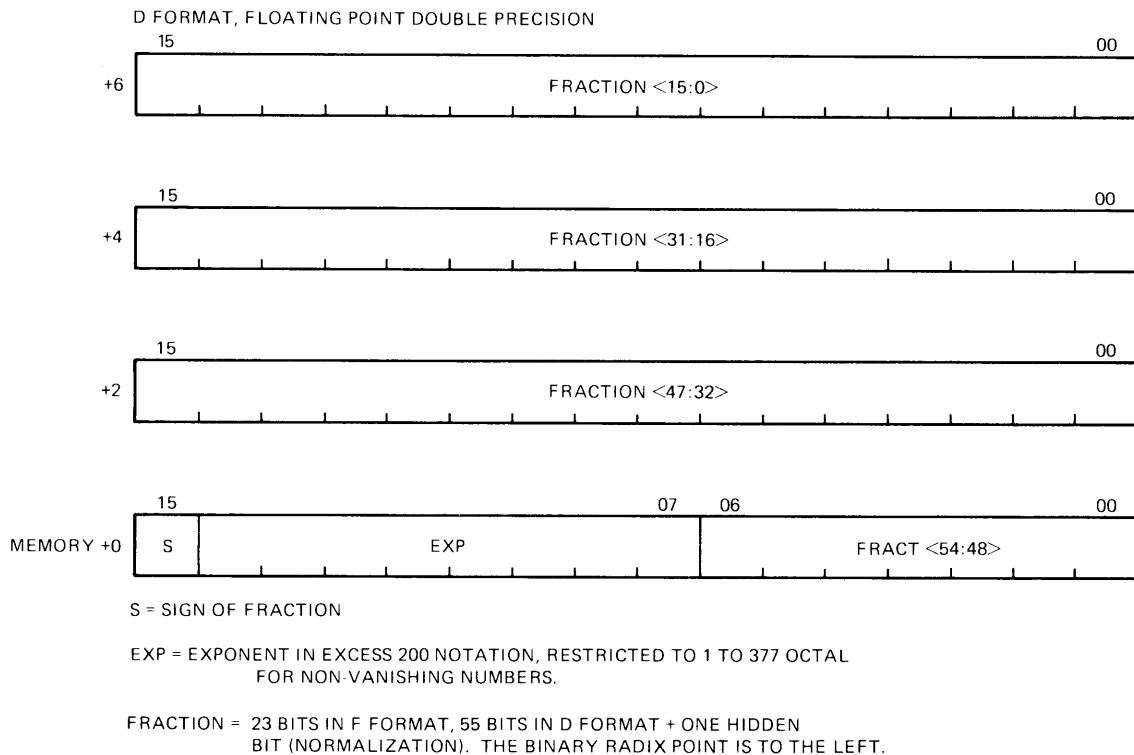 D FORMAT, FLOATING POINT DOUBLE PRECISION
15 00
+6 FRACTION <15:0>
15 00
+4 FRACTION <31:16>
15 00
+2 FRACTION <47:32>
15 07 06 00
MEMORY +0 S EXP FRACT <54:48>
S = SIGN OF FRACTION
EXP = EXPONENT IN EXCESS 200 NOTATION, RESTRICTED TO 1 TO 377 OCTAL
FOR NON-VANISHING NUMBERS.
FRACTION = 23 BITS IN F FORMAT, 55 BITS IN D FORMAT + ONE HIDDEN
BIT (NORMALIZATION). THE BINARY RADIX POINT IS TO THE LEFT.